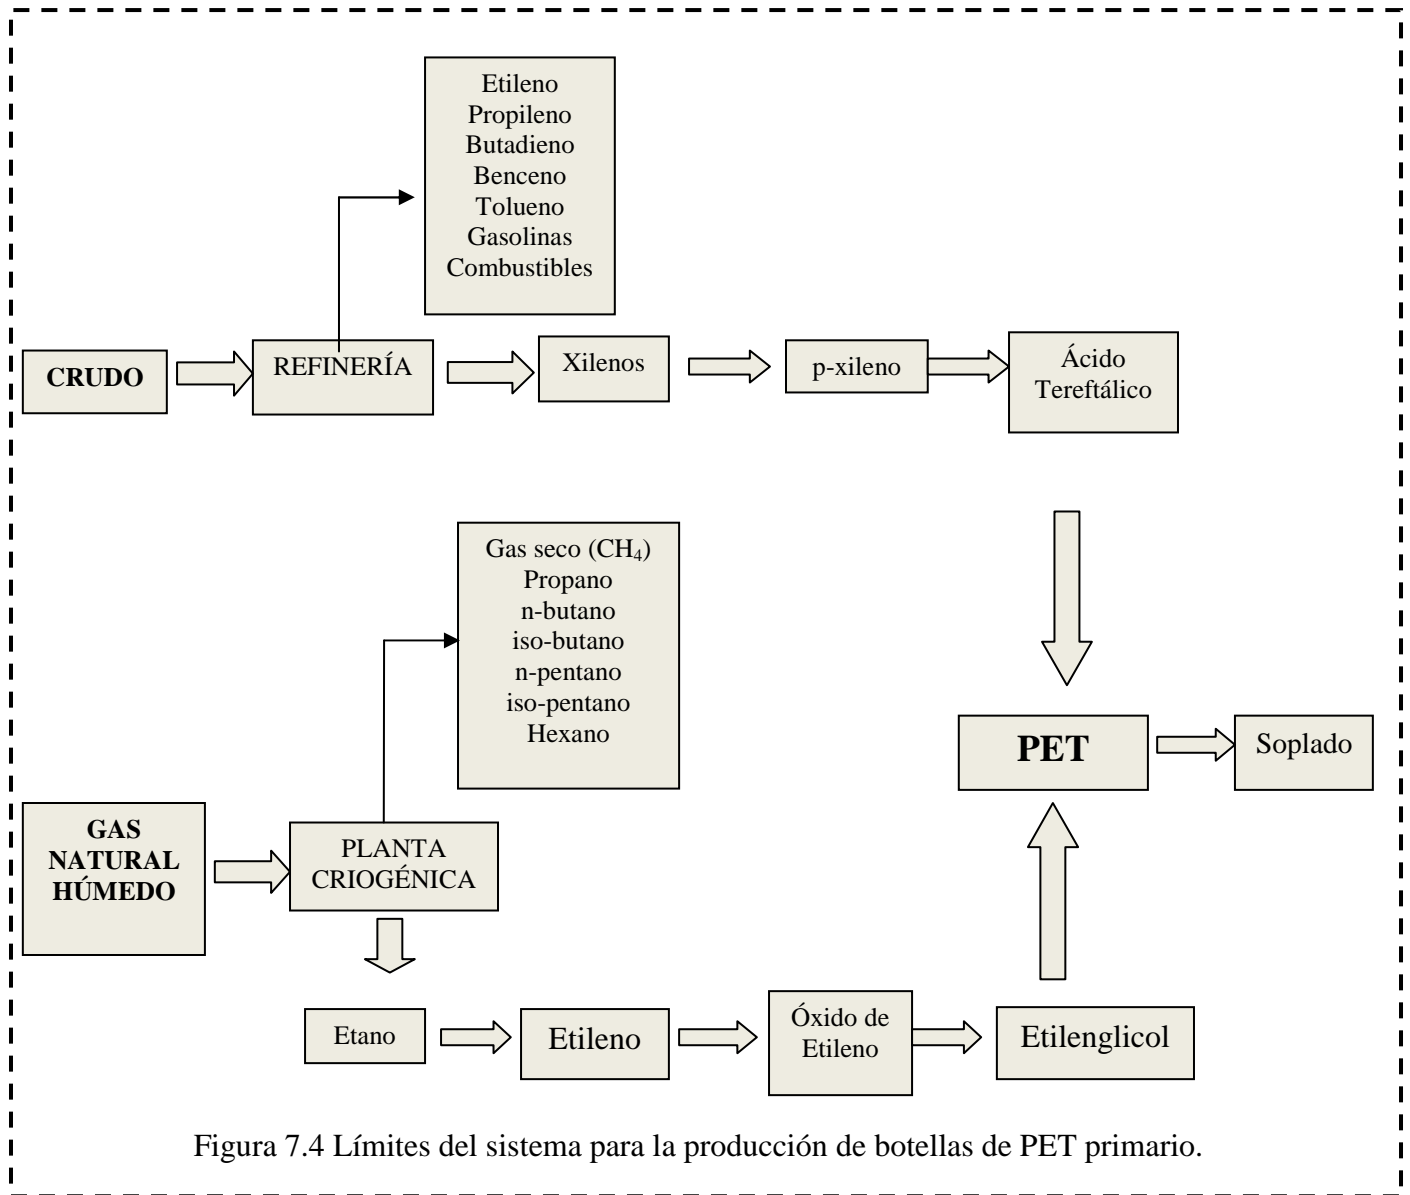 Etileno
Propileno
Butadieno
Benceno
Tolueno
Gasolinas
Combustibles
CRUDO
REFINERÍA
Xilenos
p-xileno
Ácido
Tereftálico
Gas seco (CH₄)
Propano
n-butano
iso-butano
n-pentano
iso-pentano
Hexano
PET
Soplado
GAS
NATURAL
HÚMEDO
PLANTA
CRIOGÉNICA
Etano
Etileno
Óxido de
Etileno
Etilenglicol
Figura 7.4 Límites del sistema para la producción de botellas de PET primario.